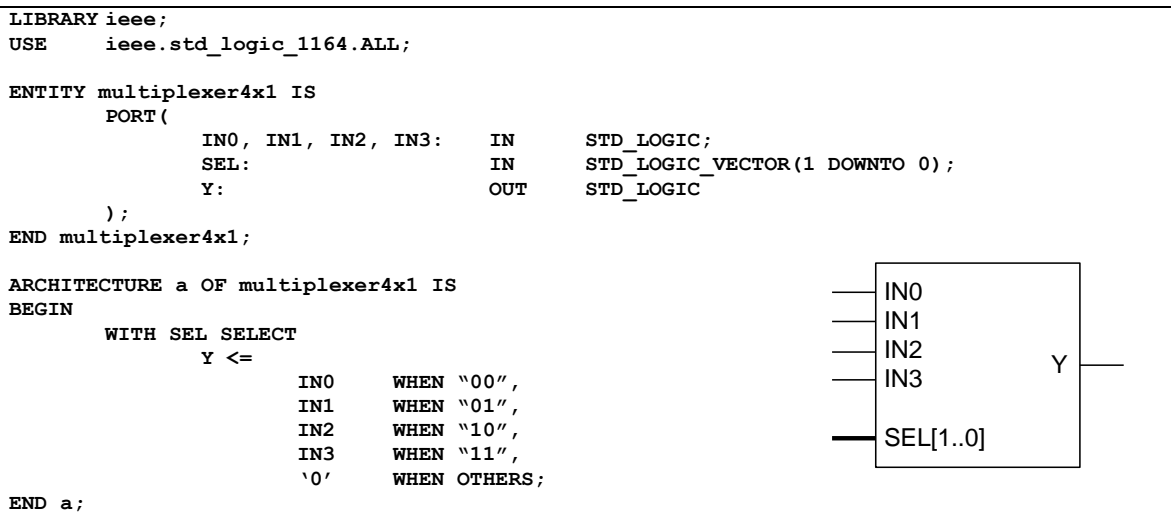 LIBRARY ieee;
USE ieee.std_logic_1164.ALL;
ENTITY multiplexer4x1 IS
PORT(
IN0, IN1, IN2, IN3: IN STD_LOGIC;
SEL: IN STD_LOGIC_VECTOR(1 DOWNTO 0);
Y: OUT STD_LOGIC
);
END multiplexer4x1;
ARCHITECTURE a OF multiplexer4x1 IS
BEGIN
WITH SEL SELECT
Y <=
IN0 WHEN “00”,
IN1 WHEN “01”,
IN2 WHEN “10”,
IN3 WHEN “11”,
‘0’ WHEN OTHERS;
END a;
IN0
IN1
IN2
IN3
Y
SEL[1..0]